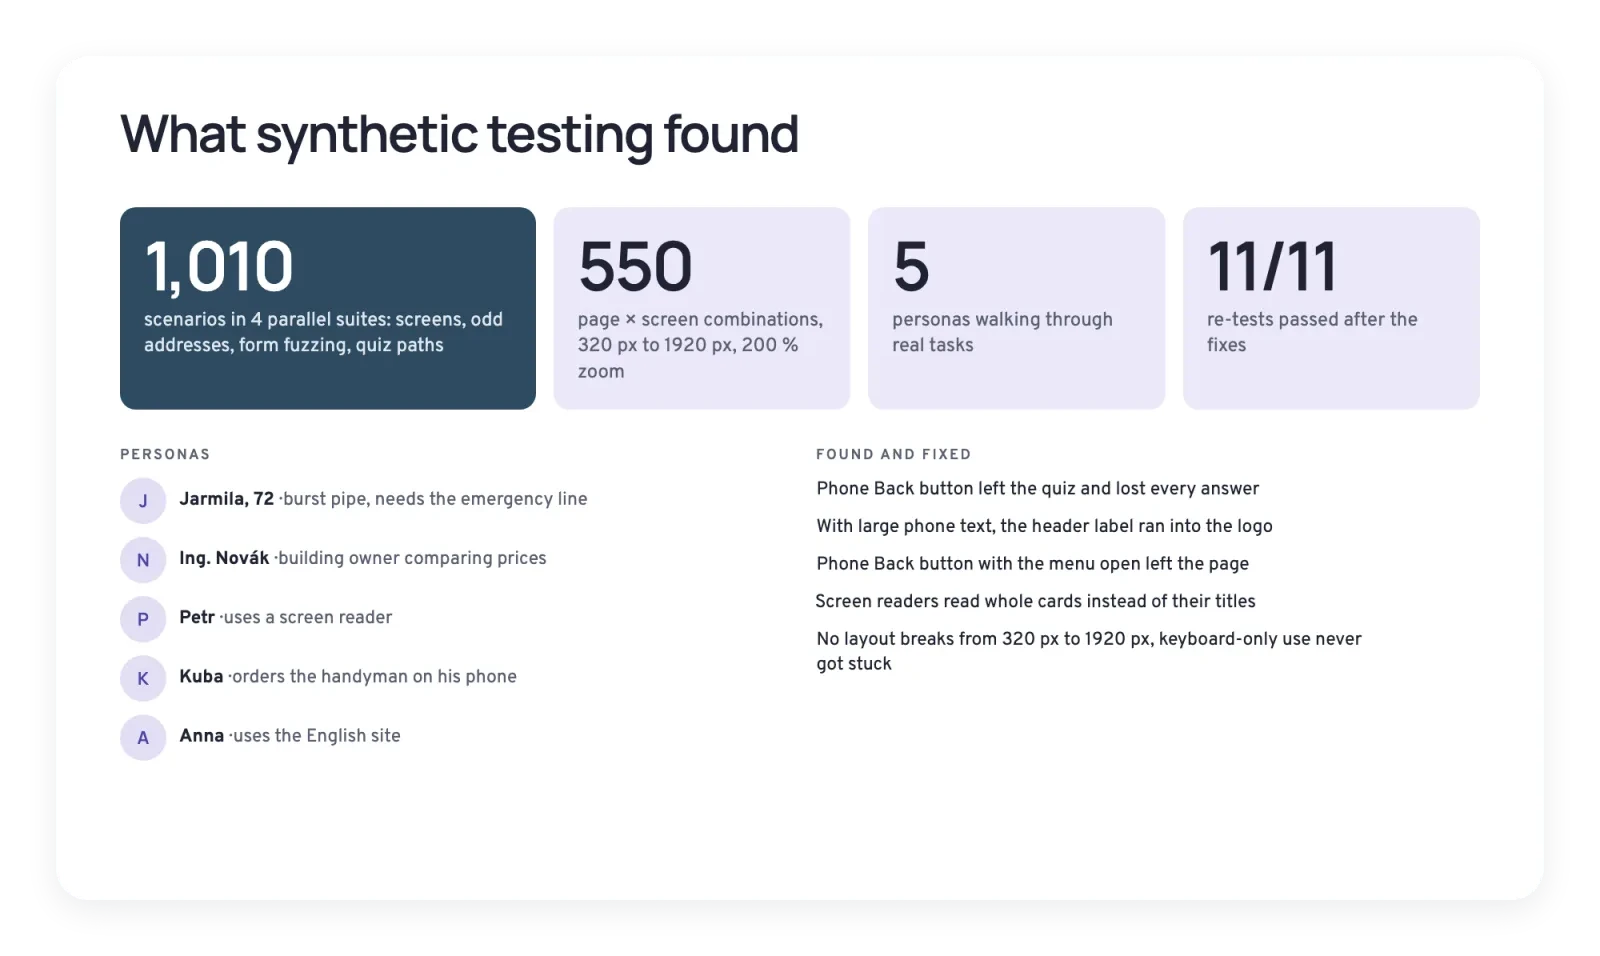 What synthetic testing found
1,010
scenarios in 4 parallel suites: screens, odd
addresses, form fuzzing, quiz paths
550
page × screen combinations,
320 px to 1920 px, 200 %
zoom
5
personas walking through
real tasks
11/11
re-tests passed after the
fixes
PERSONAS
J
Jarmila, 72 ·burst pipe, needs the emergency line
N
Ing. Novák ·building owner comparing prices
P
Petr ·uses a screen reader
K
Kuba ·orders the handyman on his phone
A
Anna ·uses the English site
FOUND AND FIXED
Phone Back button left the quiz and lost every answer
With large phone text, the header label ran into the logo
Phone Back button with the menu open left the page
Screen readers read whole cards instead of their titles
No layout breaks from 320 px to 1920 px, keyboard-only use never
got stuck